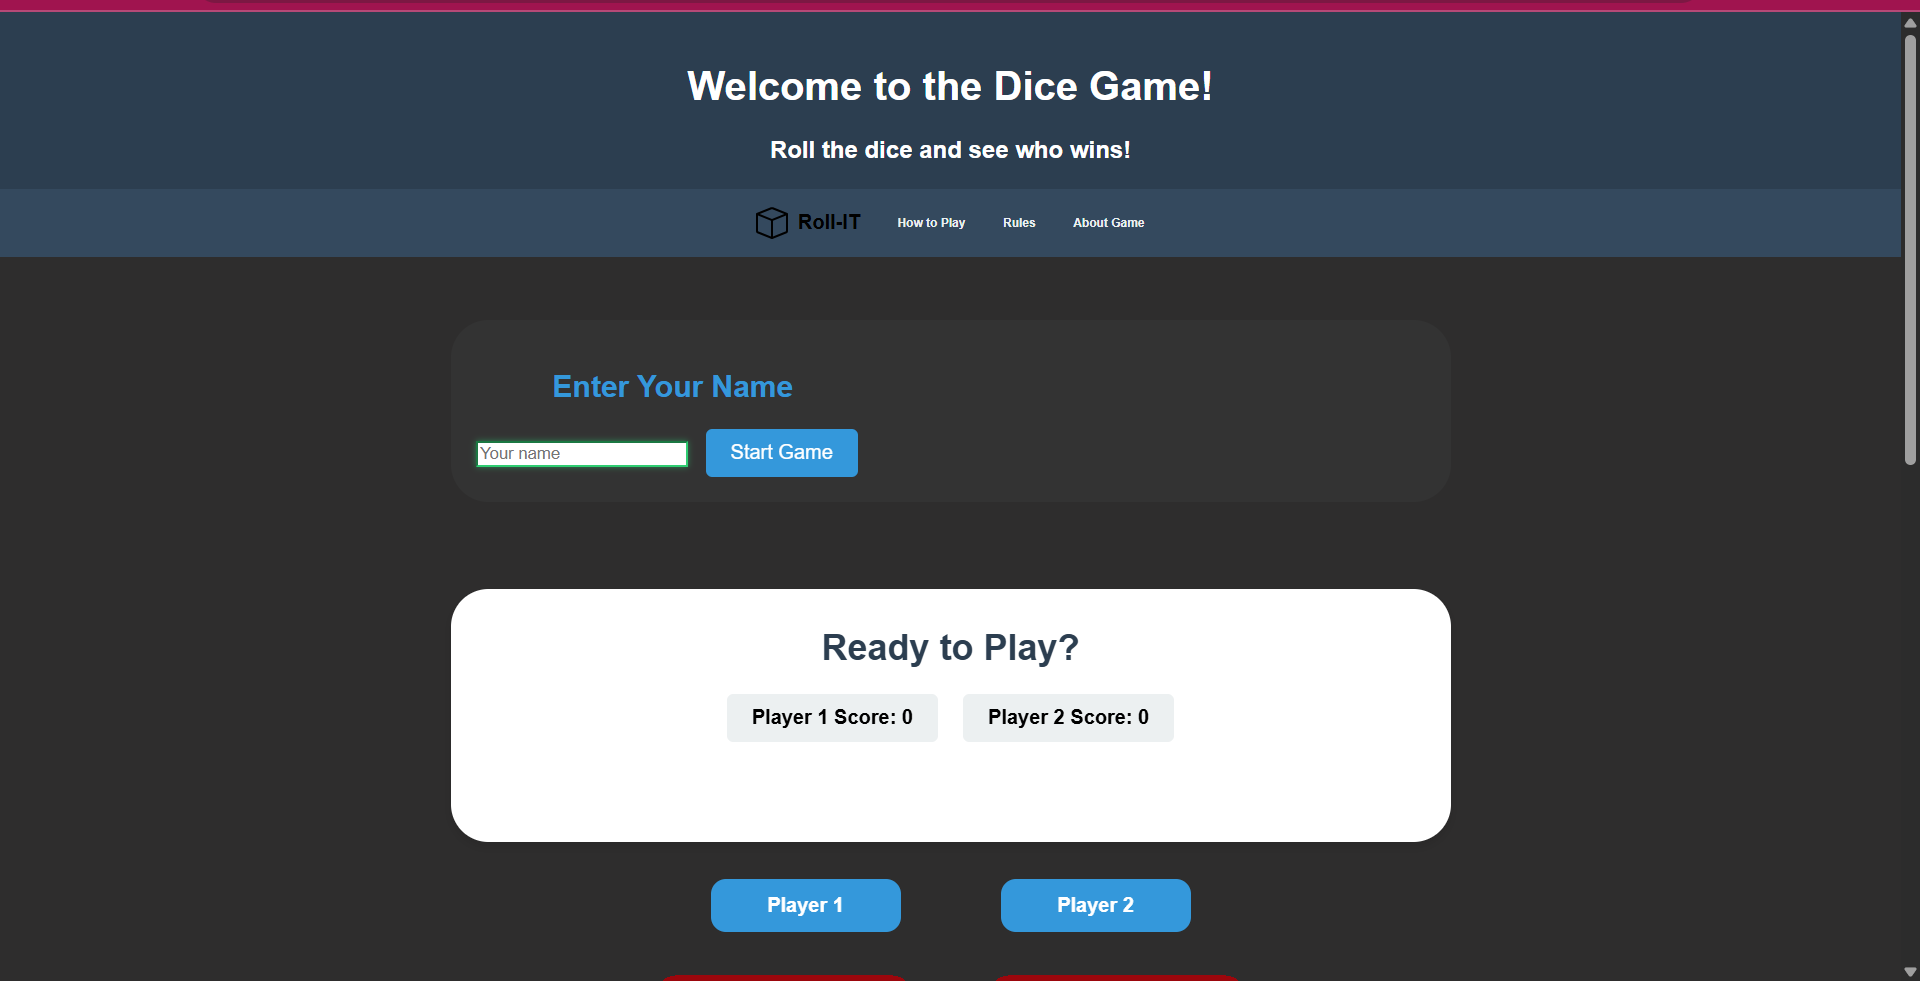 Welcome to the Dice Game!
Roll the dice and see who wins!
Roll-IT How to Play Rules About Game
Enter Your Name
Your name Start Game
Ready to Play?
Player 1 Score: 0 Player 2 Score: 0
Player 1 Player 2